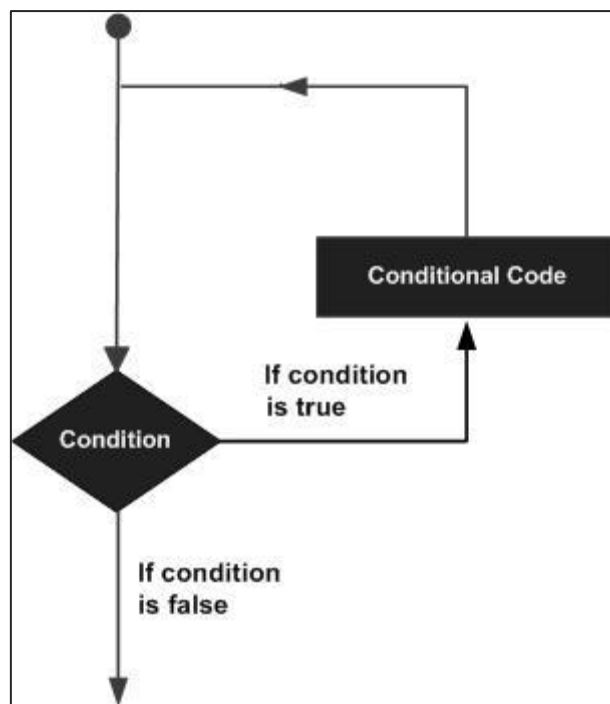 Conditional Code
If condition
is true
Condition
If condition
is false